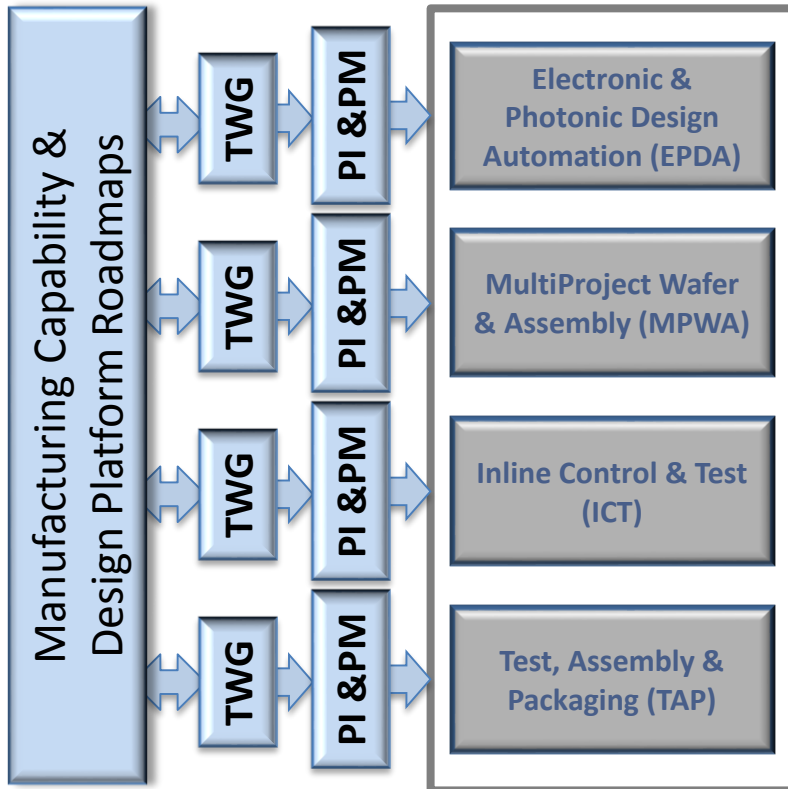 Manufacturing Capability &
Design Platform Roadmaps
TWG
PI &PM
Electronic &
Photonic Design
Automation (EPDA)
TWG
PI &PM
MultiProject Wafer
& Assembly (MPWA)
TWG
PI &PM
Inline Control & Test
(ICT)
TWG
PI &PM
Test, Assembly &
Packaging (TAP)